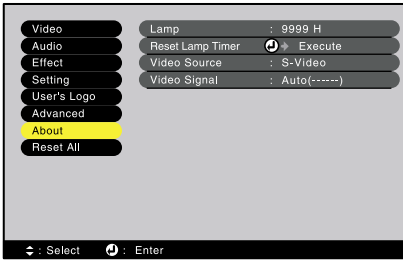 Video
Audio
Effect
Setting
User's Logo
Advanced
About
Reset All
Lamp : 9999 H
Reset Lamp Timer Execute
Video Source : S-Video
Video Signal : Auto(------)
: Select : Enter